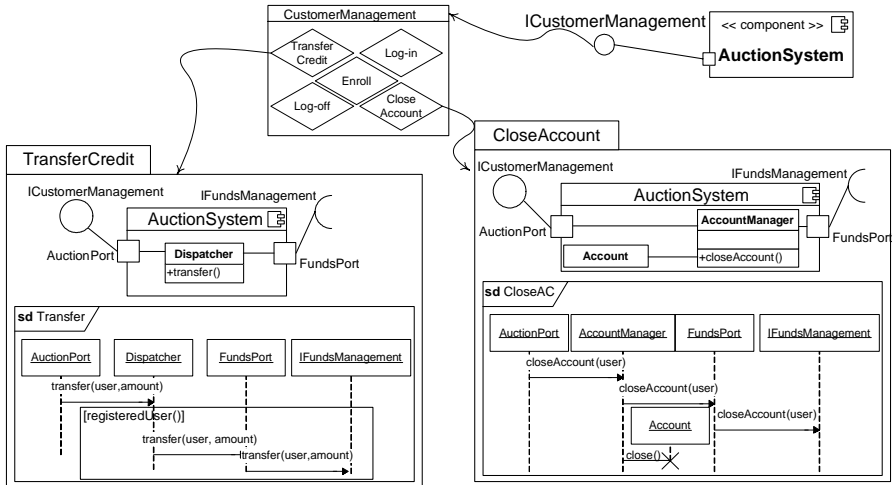 CustomerManagement
Transfer
Credit
Log-in
Enroll
Log-off
Close
Account
ICustomerManagement
<< component >>
AuctionSystem
TransferCredit
ICustomerManagement
IFundsManagement
AuctionSystem
AuctionPort
Dispatcher
+transfer()
FundsPort
sd Transfer
AuctionPort
Dispatcher
FundsPort
IFundsManagement
transfer(user,amount)
[registeredUser()]
transfer(user, amount)
transfer(user,amount)
CloseAccount
ICustomerManagement
IFundsManagement
AuctionSystem
AccountManager
AuctionPort
FundsPort
Account
+closeAccount()
sd CloseAC
AuctionPort
AccountManager
FundsPort
IFundsManagement
closeAccount(user)
closeAccount(user)
closeAccount(user)
Account
close()